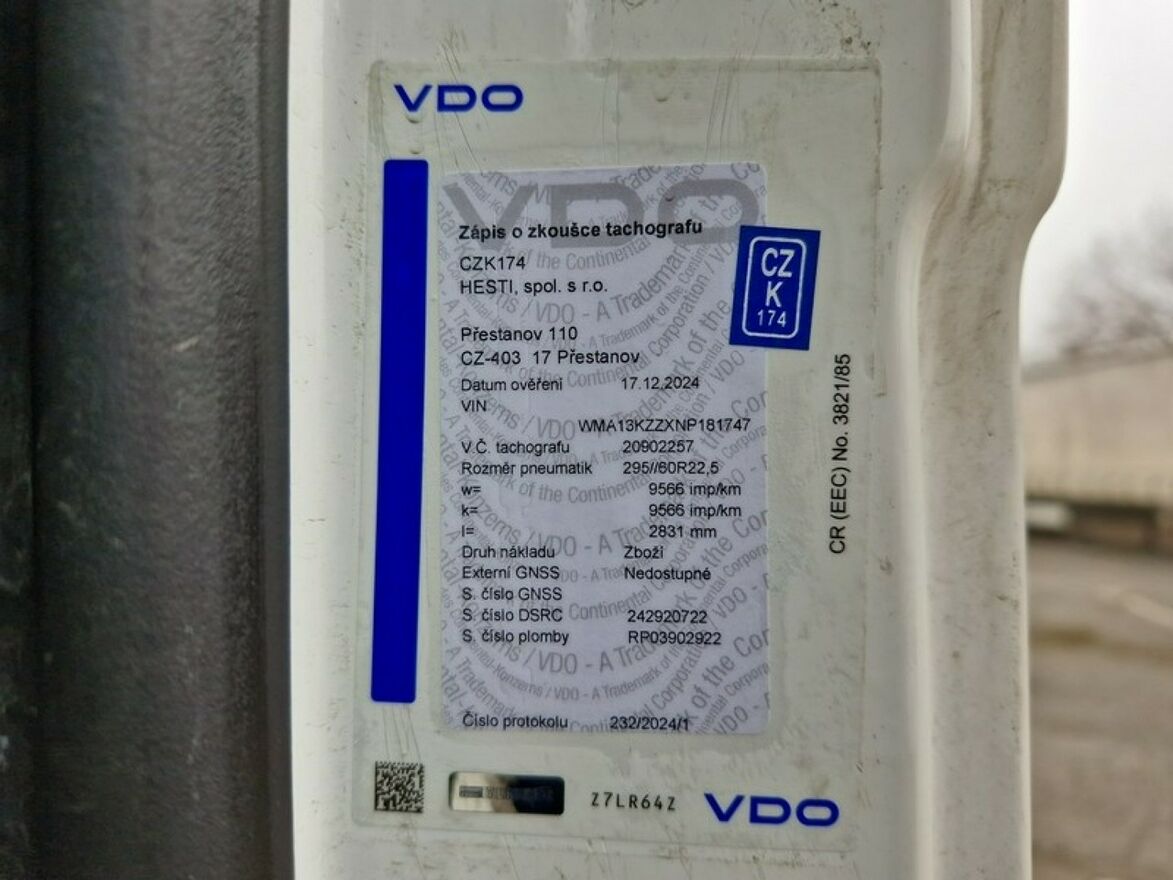 VDO
VDO
Zápis o zkoušce tachografu
CZK174
HESTI, spol. s r.o.
Přestanov 110
CZ-403 17 Přestanov
Datum ověření 17.12.2024
VIN
WMA13KZZXNP181747
V.Č. tachografu 20902257
Rozměr pneumatik 295//60R22,5
w= 9566 imp/km
k= 9566 imp/km
l= 2831 mm
Druh nákladu Zboží
Externí GNSS Nedostupné
S. číslo GNSS
S. číslo DSRC 242920722
S. číslo plomby RP03902922
Číslo protokolu 232/2024/1
CZ
K
174
CR (EEC) No. 3821/85
Z7LR64Z
VDO